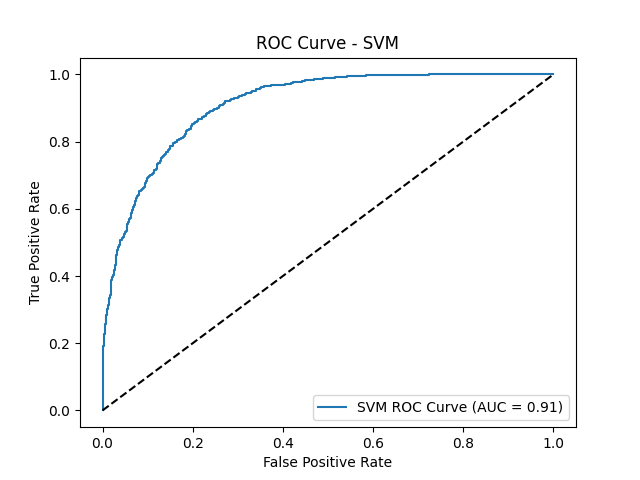 ROC Curve - SVM
1.0
0.8
0.6
0.4
0.2
0.0
True Positive Rate
SVM ROC Curve (AUC = 0.91)
0.0 0.2 0.4 0.6 0.8 1.0
False Positive Rate